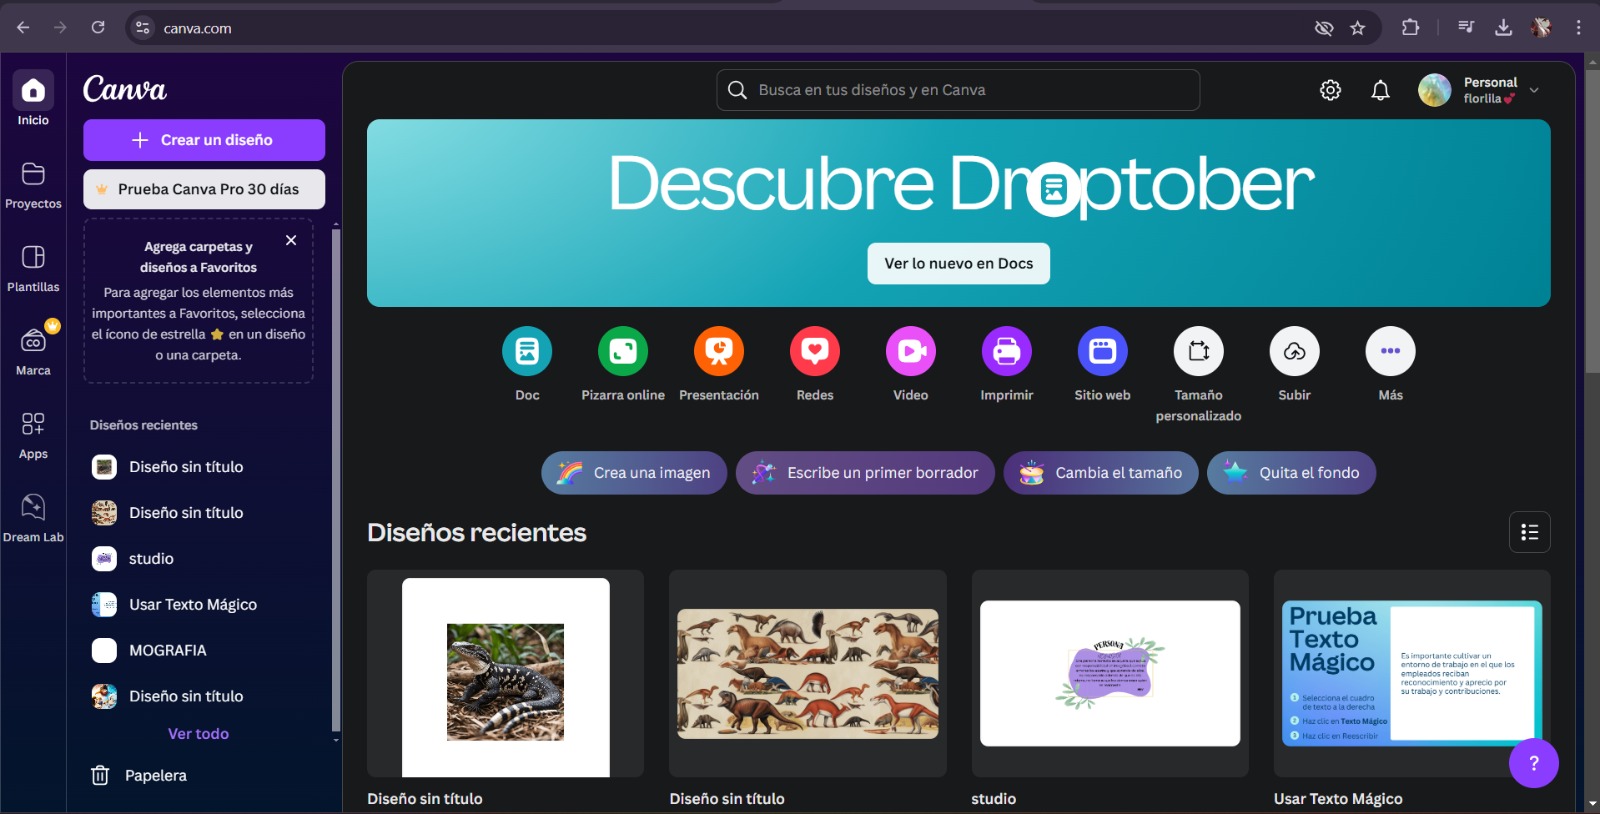 canva.com
Inicio
Proyectos
Plantillas
CO
Marca
Apps
Dream Lab
Canva
Crear un diseño
Prueba Canva Pro 30 días
Agrega carpetas y
diseños a Favoritos
Para agregar los elementos más
importantes a Favoritos, selecciona
el ícono de estrella ⭐ en un diseño
o una carpeta.
Diseños recientes
Diseño sin título
Diseño sin título
studio
Usar Texto Mágico
MOGRAFIA
Diseño sin título
Ver todo
Papelera
Busca en tus diseños y en Canva
Personal
florlila💕
Descubre Droptober
Ver lo nuevo en Docs
Doc
Pizarra online
Presentación
Redes
Video
Imprimir
Sitio web
Tamaño
personalizado
Subir
Más
Crea una imagen
Escribe un primer borrador
Cambia el tamaño
Quita el fondo
Diseños recientes
PERSONA
Prueba
Texto
Mágico
1 Selecciona el cuadro
de texto a la derecha
2 Haz clic en Texto Mágico
3 Haz clic en Reescribir
Es importante cultivar un
entorno de trabajo en el que los
empleados reciban
reconocimiento y aprecio por
su trabajo y contribuciones.
?
Diseño sin título
Diseño sin título
studio
Usar Texto Mágico